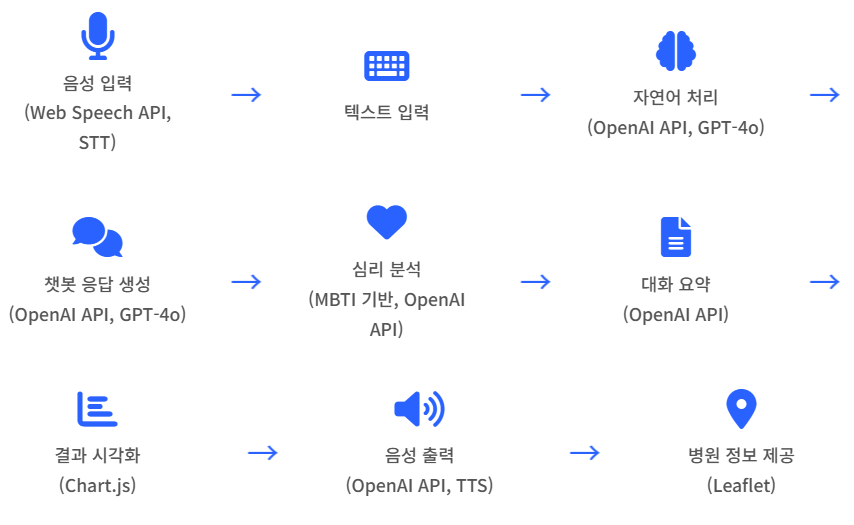 음성 입력
(Web Speech API,
STT)
텍스트 입력
자연어 처리
(OpenAI API, GPT-4o)
챗봇 응답 생성
(OpenAI API, GPT-4o)
심리 분석
(MBTI 기반, OpenAI
API)
대화 요약
(OpenAI API)
결과 시각화
(Chart.js)
음성 출력
(OpenAI API, TTS)
병원 정보 제공
(Leaflet)